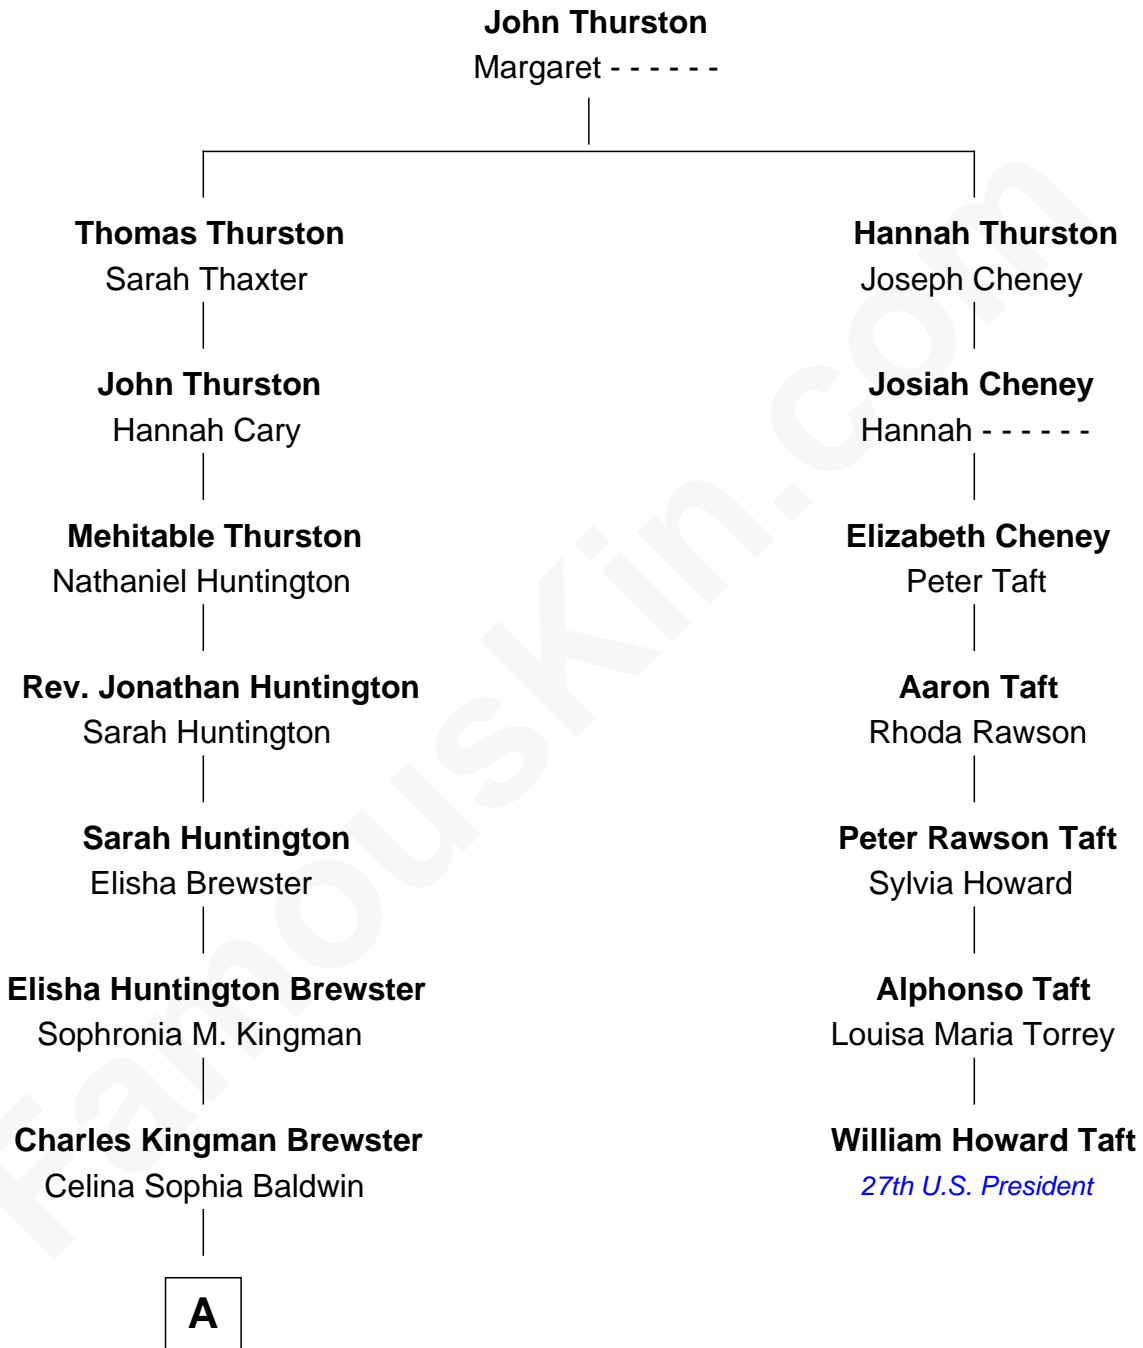 John Thurston
Margaret - - - - - -
Thomas Thurston
Sarah Thaxter
Hannah Thurston
Joseph Cheney
John Thurston
Hannah Cary
Josiah Cheney
Hannah - - - - - -
Mehitable Thurston
Nathaniel Huntington
Elizabeth Cheney
Peter Taft
Rev. Jonathan Huntington
Sarah Huntington
Aaron Taft
Rhoda Rawson
Sarah Huntington
Elisha Brewster
Peter Rawson Taft
Sylvia Howard
Elisha Huntington Brewster
Sophronia M. Kingman
Alphonso Taft
Louisa Maria Torrey
Charles Kingman Brewster
Celina Sophia Baldwin
William Howard Taft
27th U.S. President
A
FamousKin.com